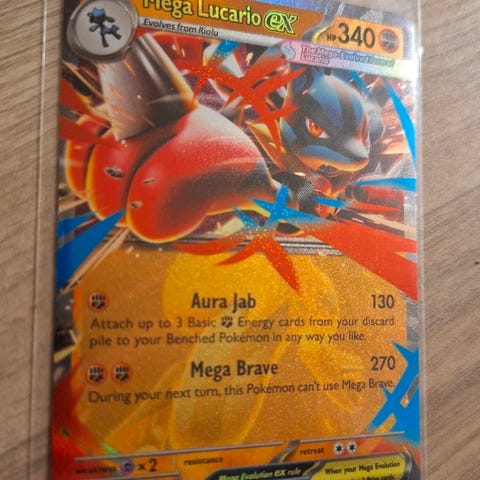 Mega Lucario ex
HP 340
Evolves from Riolu
The Mega-Evolved form of
Lucario
Aura Jab 130
Attach up to 3 Basic Energy cards from your discard
pile to your Benched Pokémon in any way you like.
Mega Brave 270
During your next turn, this Pokémon can't use Mega Brave.
weakness x2 resistance retreat
Mega Evolution ex rule
When your Mega Evolution